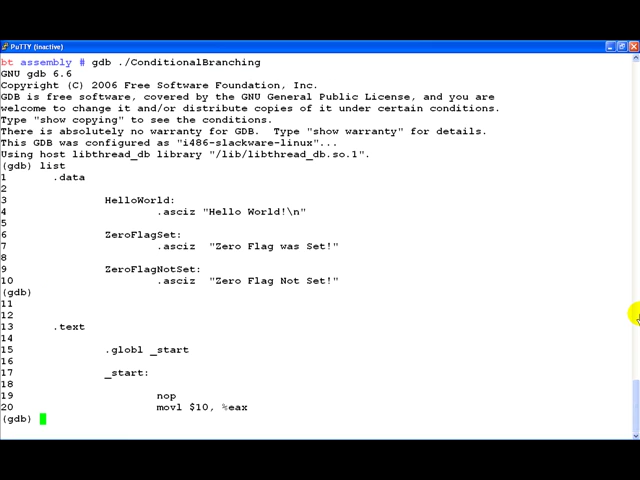 PuTTY (inactive)
bt assembly # gdb ./ConditionalBranching
GNU gdb 6.6
Copyright (C) 2006 Free Software Foundation, Inc.
GDB is free software, covered by the GNU General Public License, and you are
welcome to change it and/or distribute copies of it under certain conditions.
Type "show copying" to see the conditions.
There is absolutely no warranty for GDB.  Type "show warranty" for details.
This GDB was configured as "i486-slackware-linux"...
Using host libthread_db library "/lib/libthread_db.so.1".
(gdb) list
1       .data
2
3               HelloWorld:
4                       .asciz "Hello World!\n"
5
6               ZeroFlagSet:
7                       .asciz  "Zero Flag was Set!"
8
9               ZeroFlagNotSet:
10                      .asciz  "Zero Flag Not Set!"
(gdb)
11
12
13      .text
14
15              .globl _start
16
17              _start:
18
19                      nop
20                      movl $10, %eax
(gdb)